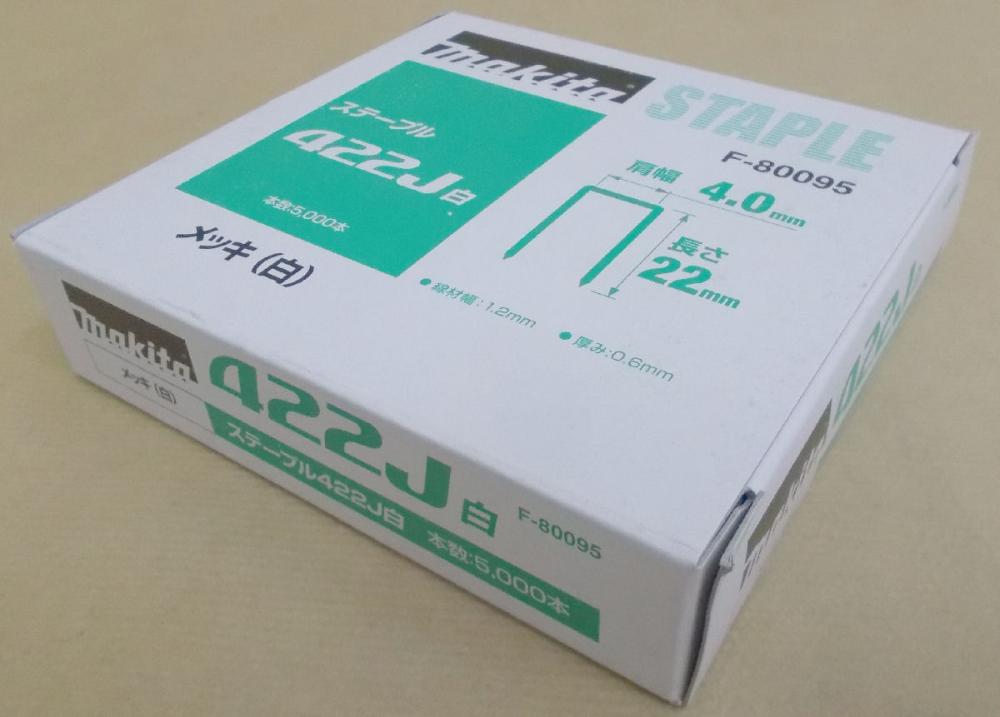 makita
STAPLE
F-80095
ステープル
422J白
本数:5,000本
メッキ(白)
肩幅 4.0mm
長さ
22mm
●線材幅:1.2mm ●厚み:0.6mm
makita
メッキ(白)
422J白 F-80095
ステープル422J白 本数:5,000本
makita
422J